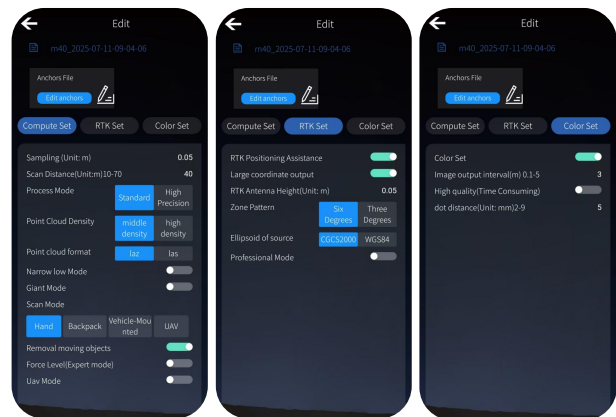 Edit
m40_2025-07-11-09-04-06
Anchors File
Edit anchors
Compute Set RTK Set Color Set
Sampling (Unit: m) 0.05
Scan Distance(Unit:m)10-70 40
Process Mode Standard High Precision
Point Cloud Density middle density high density
Point cloud format laz las
Narrow low Mode
Giant Mode
Scan Mode
Hand Backpack Vehicle-Mounted UAV
Removal moving objects
Force Level(Expert mode)
Uav Mode
Edit
m40_2025-07-11-09-04-06
Anchors File
Edit anchors
Compute Set RTK Set Color Set
RTK Positioning Assistance
Large coordinate output
RTK Antenna Height(Unit: m) 0.05
Zone Pattern Six Degrees Three Degrees
Ellipsoid of source CGCS2000 WGS84
Professional Mode
Edit
m40_2025-07-11-09-04-06
Anchors File
Edit anchors
Compute Set RTK Set Color Set
Color Set
Image output interval(m) 0.1-5 3
High quality(Time Consuming)
dot distance(Unit: mm)2-9 5